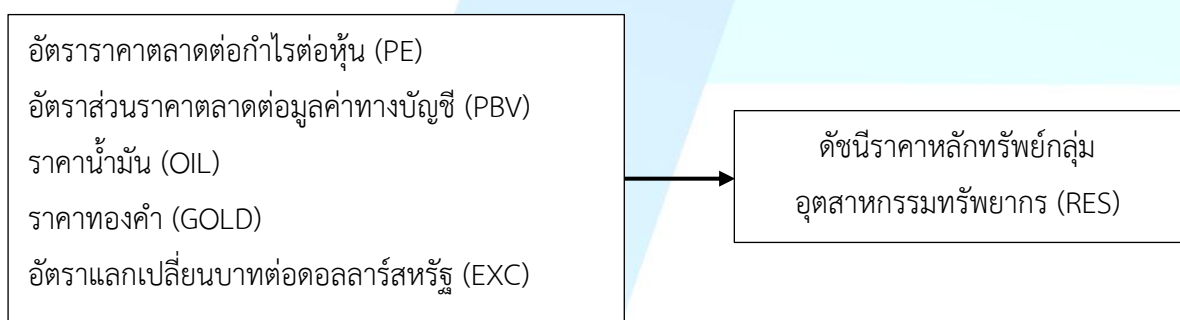 อัตราราคาตลาดต่อกำไรต่อหุ้น (PE)
อัตราส่วนราคาตลาดต่อมูลค่าทางบัญชี (PBV)
ราคาน้ำมัน (OIL)
ราคาทองคำ (GOLD)
อัตราแลกเปลี่ยนบาทต่อดอลลาร์สหรัฐ (EXC)
ดัชนีราคาหลักทรัพย์กลุ่ม
อุตสาหกรรมทรัพยากร (RES)